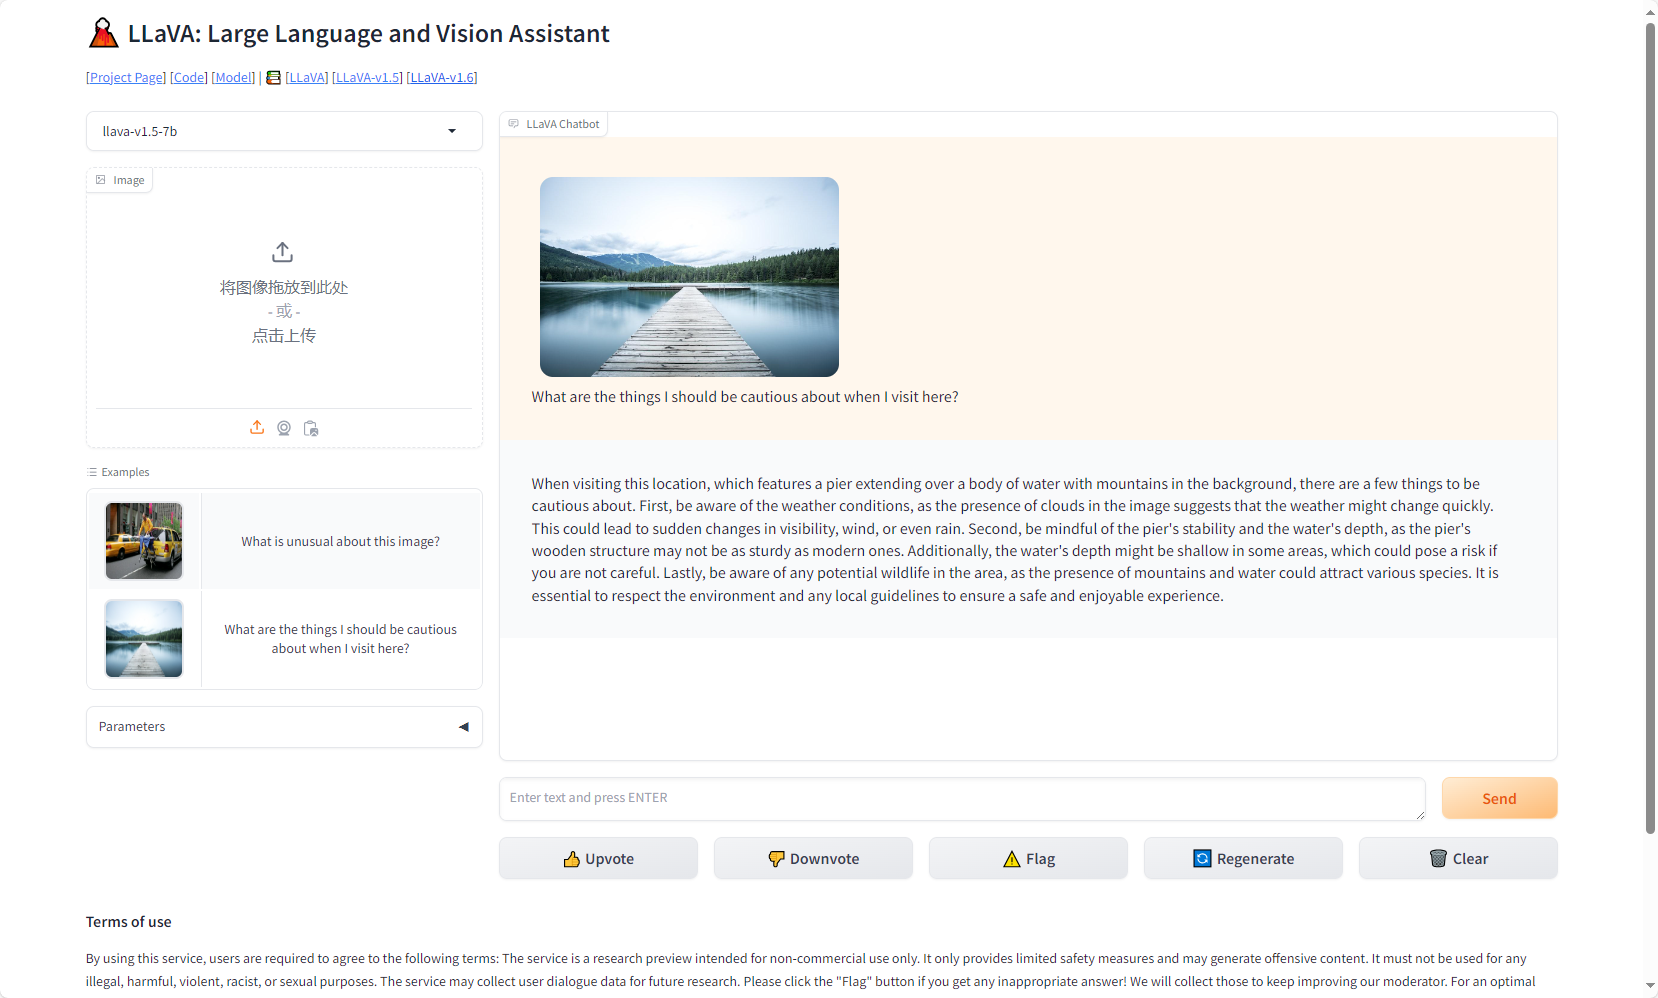 LLaVA: Large Language and Vision Assistant
[Project Page] [Code] [Model] | [LLaVA] [LLaVA-v1.5] [LLaVA-v1.6]
llava-v1.5-7b
Image
将图像拖放到此处
- 或 -
点击上传
Examples
What is unusual about this image?
What are the things I should be cautious
about when I visit here?
Parameters
LLaVA Chatbot
What are the things I should be cautious about when I visit here?
When visiting this location, which features a pier extending over a body of water with mountains in the background, there are a few things to be
cautious about. First, be aware of the weather conditions, as the presence of clouds in the image suggests that the weather might change quickly.
This could lead to sudden changes in visibility, wind, or even rain. Second, be mindful of the pier's stability and the water's depth, as the pier's
wooden structure may not be as sturdy as modern ones. Additionally, the water's depth might be shallow in some areas, which could pose a risk if
you are not careful. Lastly, be aware of any potential wildlife in the area, as the presence of mountains and water could attract various species. It is
essential to respect the environment and any local guidelines to ensure a safe and enjoyable experience.
Enter text and press ENTER
Send
Upvote
Downvote
Flag
Regenerate
Clear
Terms of use
By using this service, users are required to agree to the following terms: The service is a research preview intended for non-commercial use only. It only provides limited safety measures and may generate offensive content. It must not be used for any
illegal, harmful, violent, racist, or sexual purposes. The service may collect user dialogue data for future research. Please click the "Flag" button if you get any inappropriate answer! We will collect those to keep improving our moderator. For an optimal